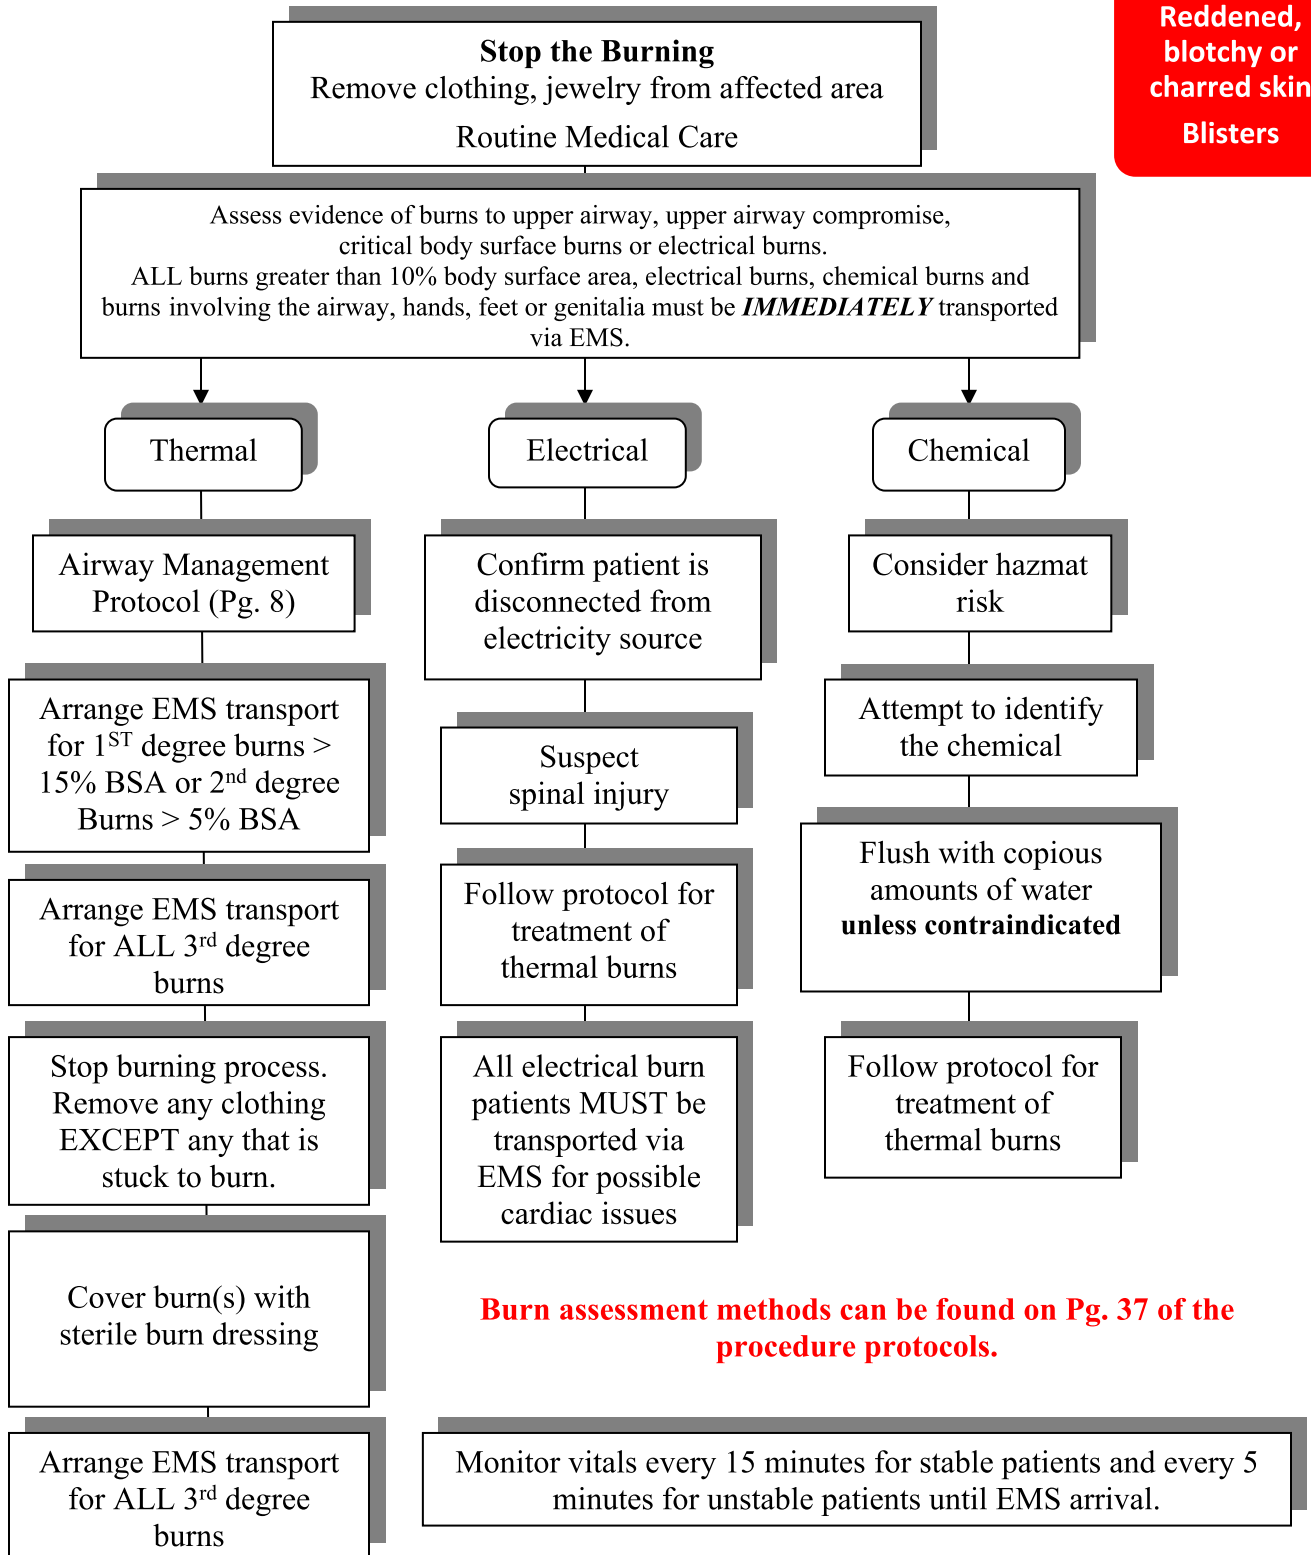 Reddened,
blotchy or
charred skin
Blisters
Stop the Burning
Remove clothing, jewelry from affected area
Routine Medical Care
Assess evidence of burns to upper airway, upper airway compromise,
critical body surface burns or electrical burns.
ALL burns greater than 10% body surface area, electrical burns, chemical burns and
burns involving the airway, hands, feet or genitalia must be IMMEDIATELY transported
via EMS.
Thermal
Airway Management
Protocol (Pg. 8)
Arrange EMS transport
for 1ST degree burns >
15% BSA or 2nd degree
Burns > 5% BSA
Arrange EMS transport
for ALL 3rd degree
burns
Stop burning process.
Remove any clothing
EXCEPT any that is
stuck to burn.
Cover burn(s) with
sterile burn dressing
Arrange EMS transport
for ALL 3rd degree
burns
Electrical
Confirm patient is
disconnected from
electricity source
Suspect
spinal injury
Follow protocol for
treatment of
thermal burns
All electrical burn
patients MUST be
transported via
EMS for possible
cardiac issues
Chemical
Consider hazmat
risk
Attempt to identify
the chemical
Flush with copious
amounts of water
unless contraindicated
Follow protocol for
treatment of
thermal burns
Burn assessment methods can be found on Pg. 37 of the
procedure protocols.
Monitor vitals every 15 minutes for stable patients and every 5
minutes for unstable patients until EMS arrival.